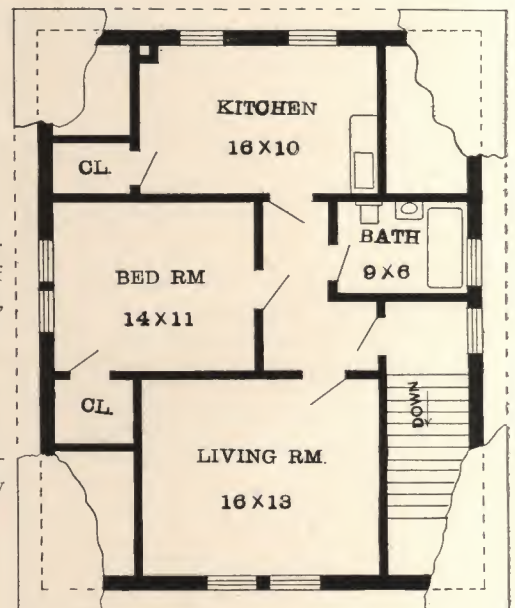 KITCHEN
16 X 10
CL.
BATH
9 X 6
BED RM
14 X 11
DOWN
CL.
LIVING RM.
16 X 13